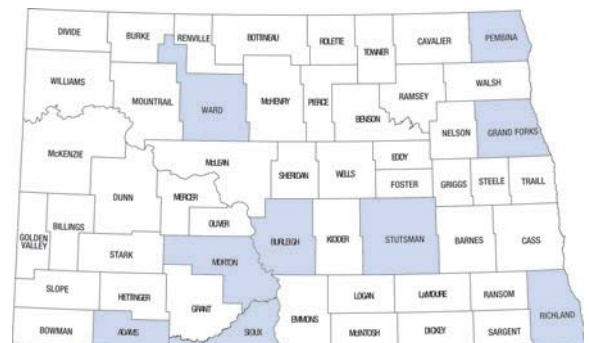 DIVIDE
BURKE
RENVILLE
BOTTINEAU
ROLETTE
TOWNER
CAVALIER
PEMBINA
WILLIAMS
MOUNTRAIL
WARD
McHENRY
PIERCE
BENSON
RAMSEY
WALSH
NELSON
GRAND FORKS
McKENZIE
DUNN
MERCER
McLEAN
OLIVER
SHERIDAN
WELLS
EDDY
FOSTER
GRIGGS
STEELE
TRAILL
GOLDEN
VALLEY
BILLINGS
STARK
MORTON
BURLEIGH
KIDDER
STUTSMAN
BARNES
CASS
SLOPE
HETTINGER
GRANT
EMMONS
LOGAN
LaMOURE
RANSOM
RICHLAND
BOWMAN
ADAMS
SIOUX
McINTOSH
DICKEY
SARGENT